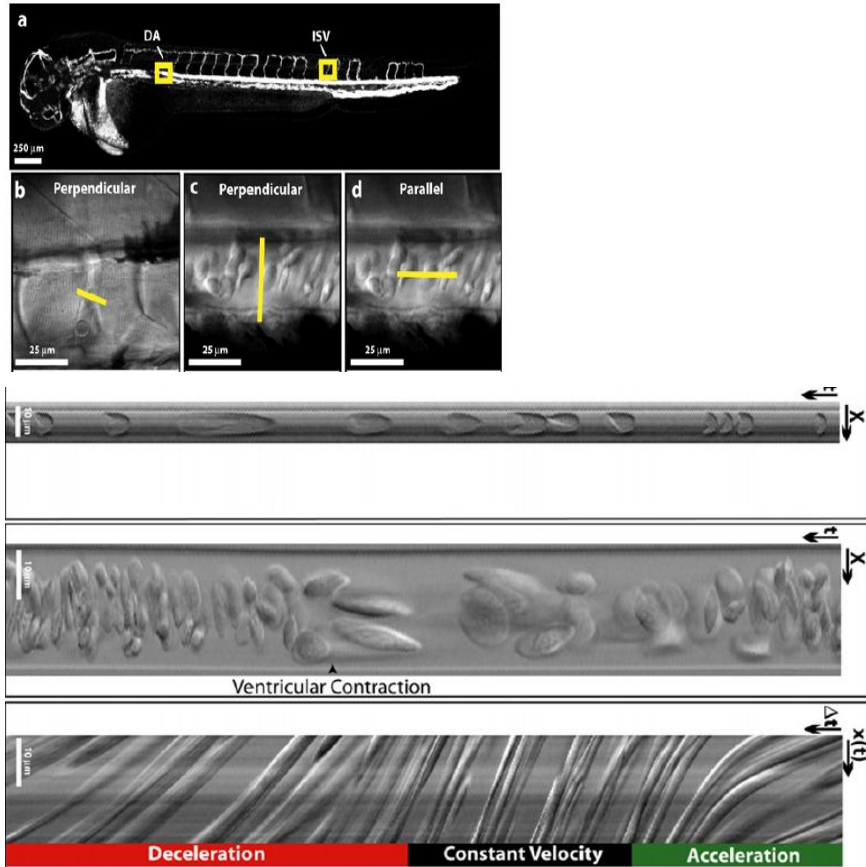 a
DA
ISV
250 μm
b
Perpendicular
25 μm
c
Perpendicular
25 μm
d
Parallel
25 μm
t
X
10 μm
t
X
10 μm
Ventricular Contraction
Δt
x(t)
10 μm
Deceleration
Constant Velocity
Acceleration